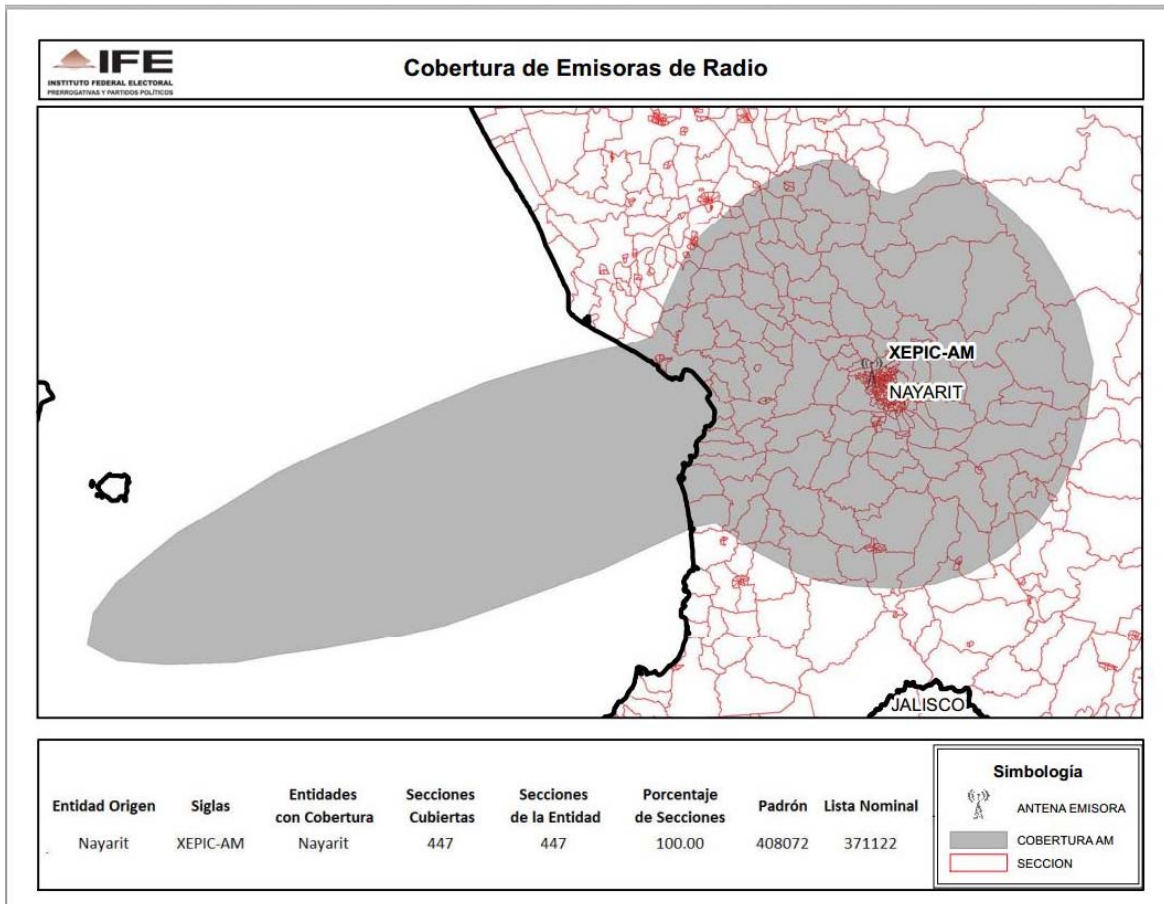 IFE
INSTITUTO FEDERAL ELECTORAL
PRERROGATIVAS Y PARTIDOS POLÍTICOS
Cobertura de Emisoras de Radio
XEPIC-AM
NAYARIT
JALISCO
Entidad Origen Siglas Entidades con Cobertura Secciones Cubiertas Secciones de la Entidad Porcentaje de Secciones Padrón Lista Nominal
Nayarit XEPIC-AM Nayarit 447 447 100.00 408072 371122
Simbología
ANTENA EMISORA
COBERTURA AM
SECCION